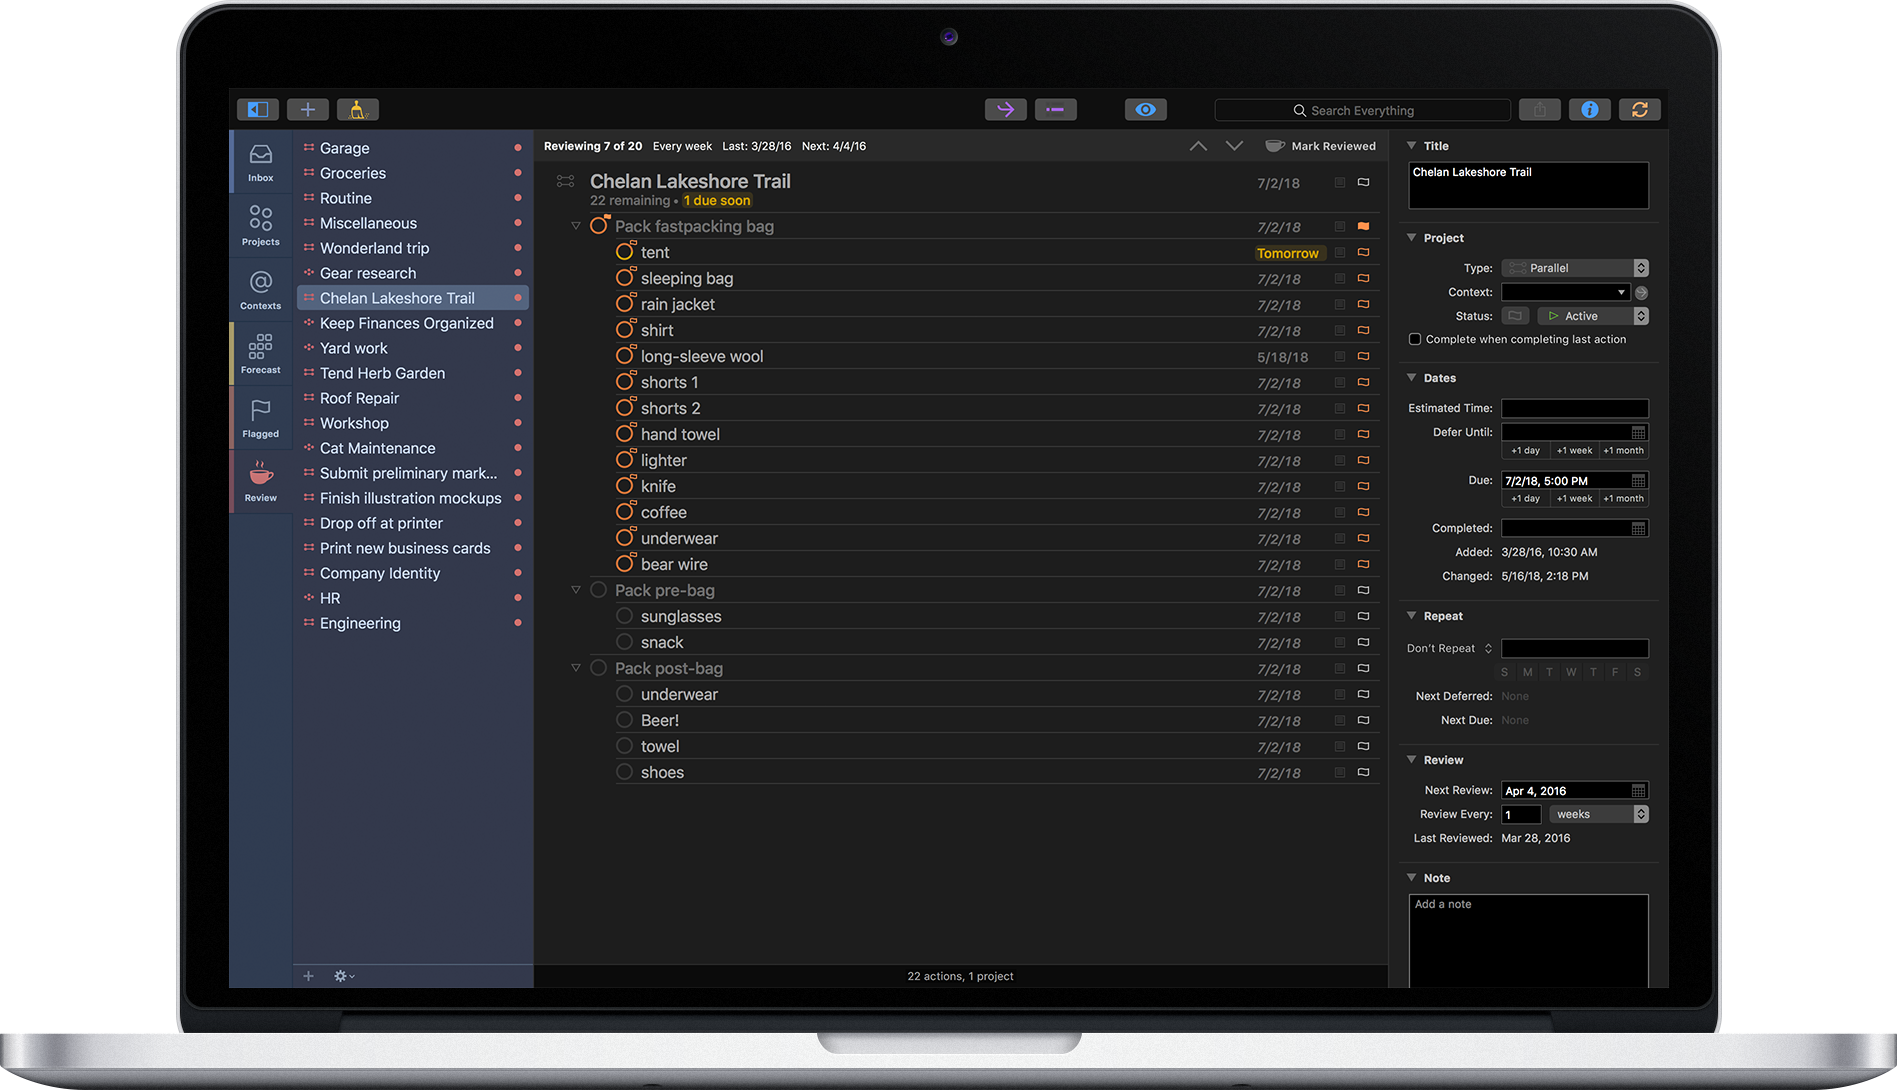 Search Everything
Inbox
Projects
Contexts
Forecast
Flagged
Review
Garage
Groceries
Routine
Miscellaneous
Wonderland trip
Gear research
Chelan Lakeshore Trail
Keep Finances Organized
Yard work
Tend Herb Garden
Roof Repair
Workshop
Cat Maintenance
Submit preliminary mark...
Finish illustration mockups
Drop off at printer
Print new business cards
Company Identity
HR
Engineering
Reviewing 7 of 20 Every week Last: 3/28/16 Next: 4/4/16 Mark Reviewed
Chelan Lakeshore Trail 7/2/18
22 remaining • 1 due soon
Pack fastpacking bag 7/2/18
tent Tomorrow
sleeping bag 7/2/18
rain jacket 7/2/18
shirt 7/2/18
long-sleeve wool 5/18/18
shorts 1 7/2/18
shorts 2 7/2/18
hand towel 7/2/18
lighter 7/2/18
knife 7/2/18
coffee 7/2/18
underwear 7/2/18
bear wire 7/2/18
Pack pre-bag 7/2/18
sunglasses 7/2/18
snack 7/2/18
Pack post-bag 7/2/18
underwear 7/2/18
Beer! 7/2/18
towel 7/2/18
shoes 7/2/18
22 actions, 1 project
Title
Chelan Lakeshore Trail
Project
Type: Parallel
Context:
Status: Active
Complete when completing last action
Dates
Estimated Time:
Defer Until:
+1 day +1 week +1 month
Due: 7/2/18, 5:00 PM
+1 day +1 week +1 month
Completed:
Added: 3/28/16, 10:30 AM
Changed: 5/16/18, 2:18 PM
Repeat
Don't Repeat
S M T W T F S
Next Deferred: None
Next Due: None
Review
Next Review: Apr 4, 2016
Review Every: 1 weeks
Last Reviewed: Mar 28, 2016
Note
Add a note